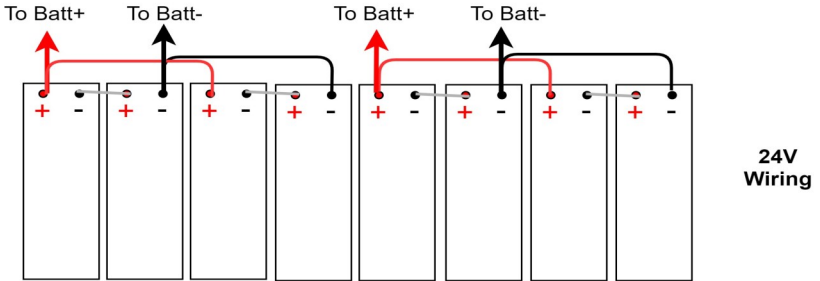 To Batt+ To Batt- To Batt+ To Batt-
+ - + - + - + - + - + - + - + -
24V
Wiring